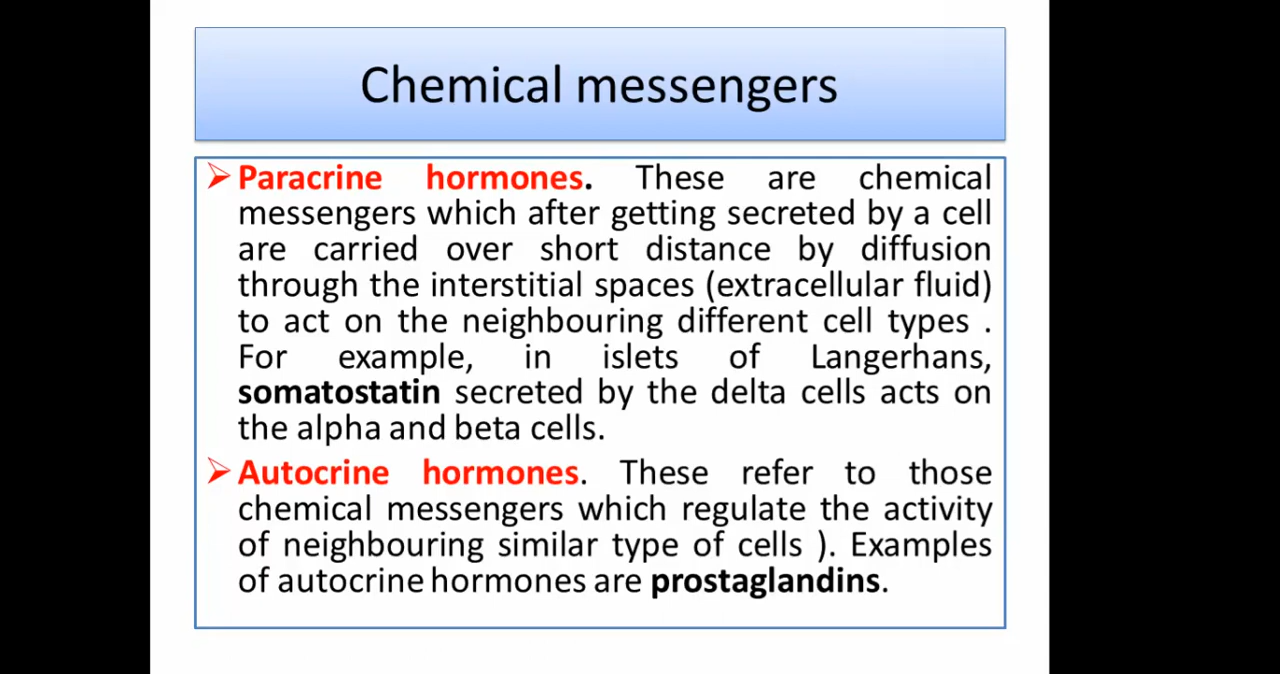 Chemical messengers
➢ Paracrine hormones. These are chemical
messengers which after getting secreted by a cell
are carried over short distance by diffusion
through the interstitial spaces (extracellular fluid)
to act on the neighbouring different cell types .
For example, in islets of Langerhans,
somatostatin secreted by the delta cells acts on
the alpha and beta cells.
➢ Autocrine hormones. These refer to those
chemical messengers which regulate the activity
of neighbouring similar type of cells ). Examples
of autocrine hormones are prostaglandins.